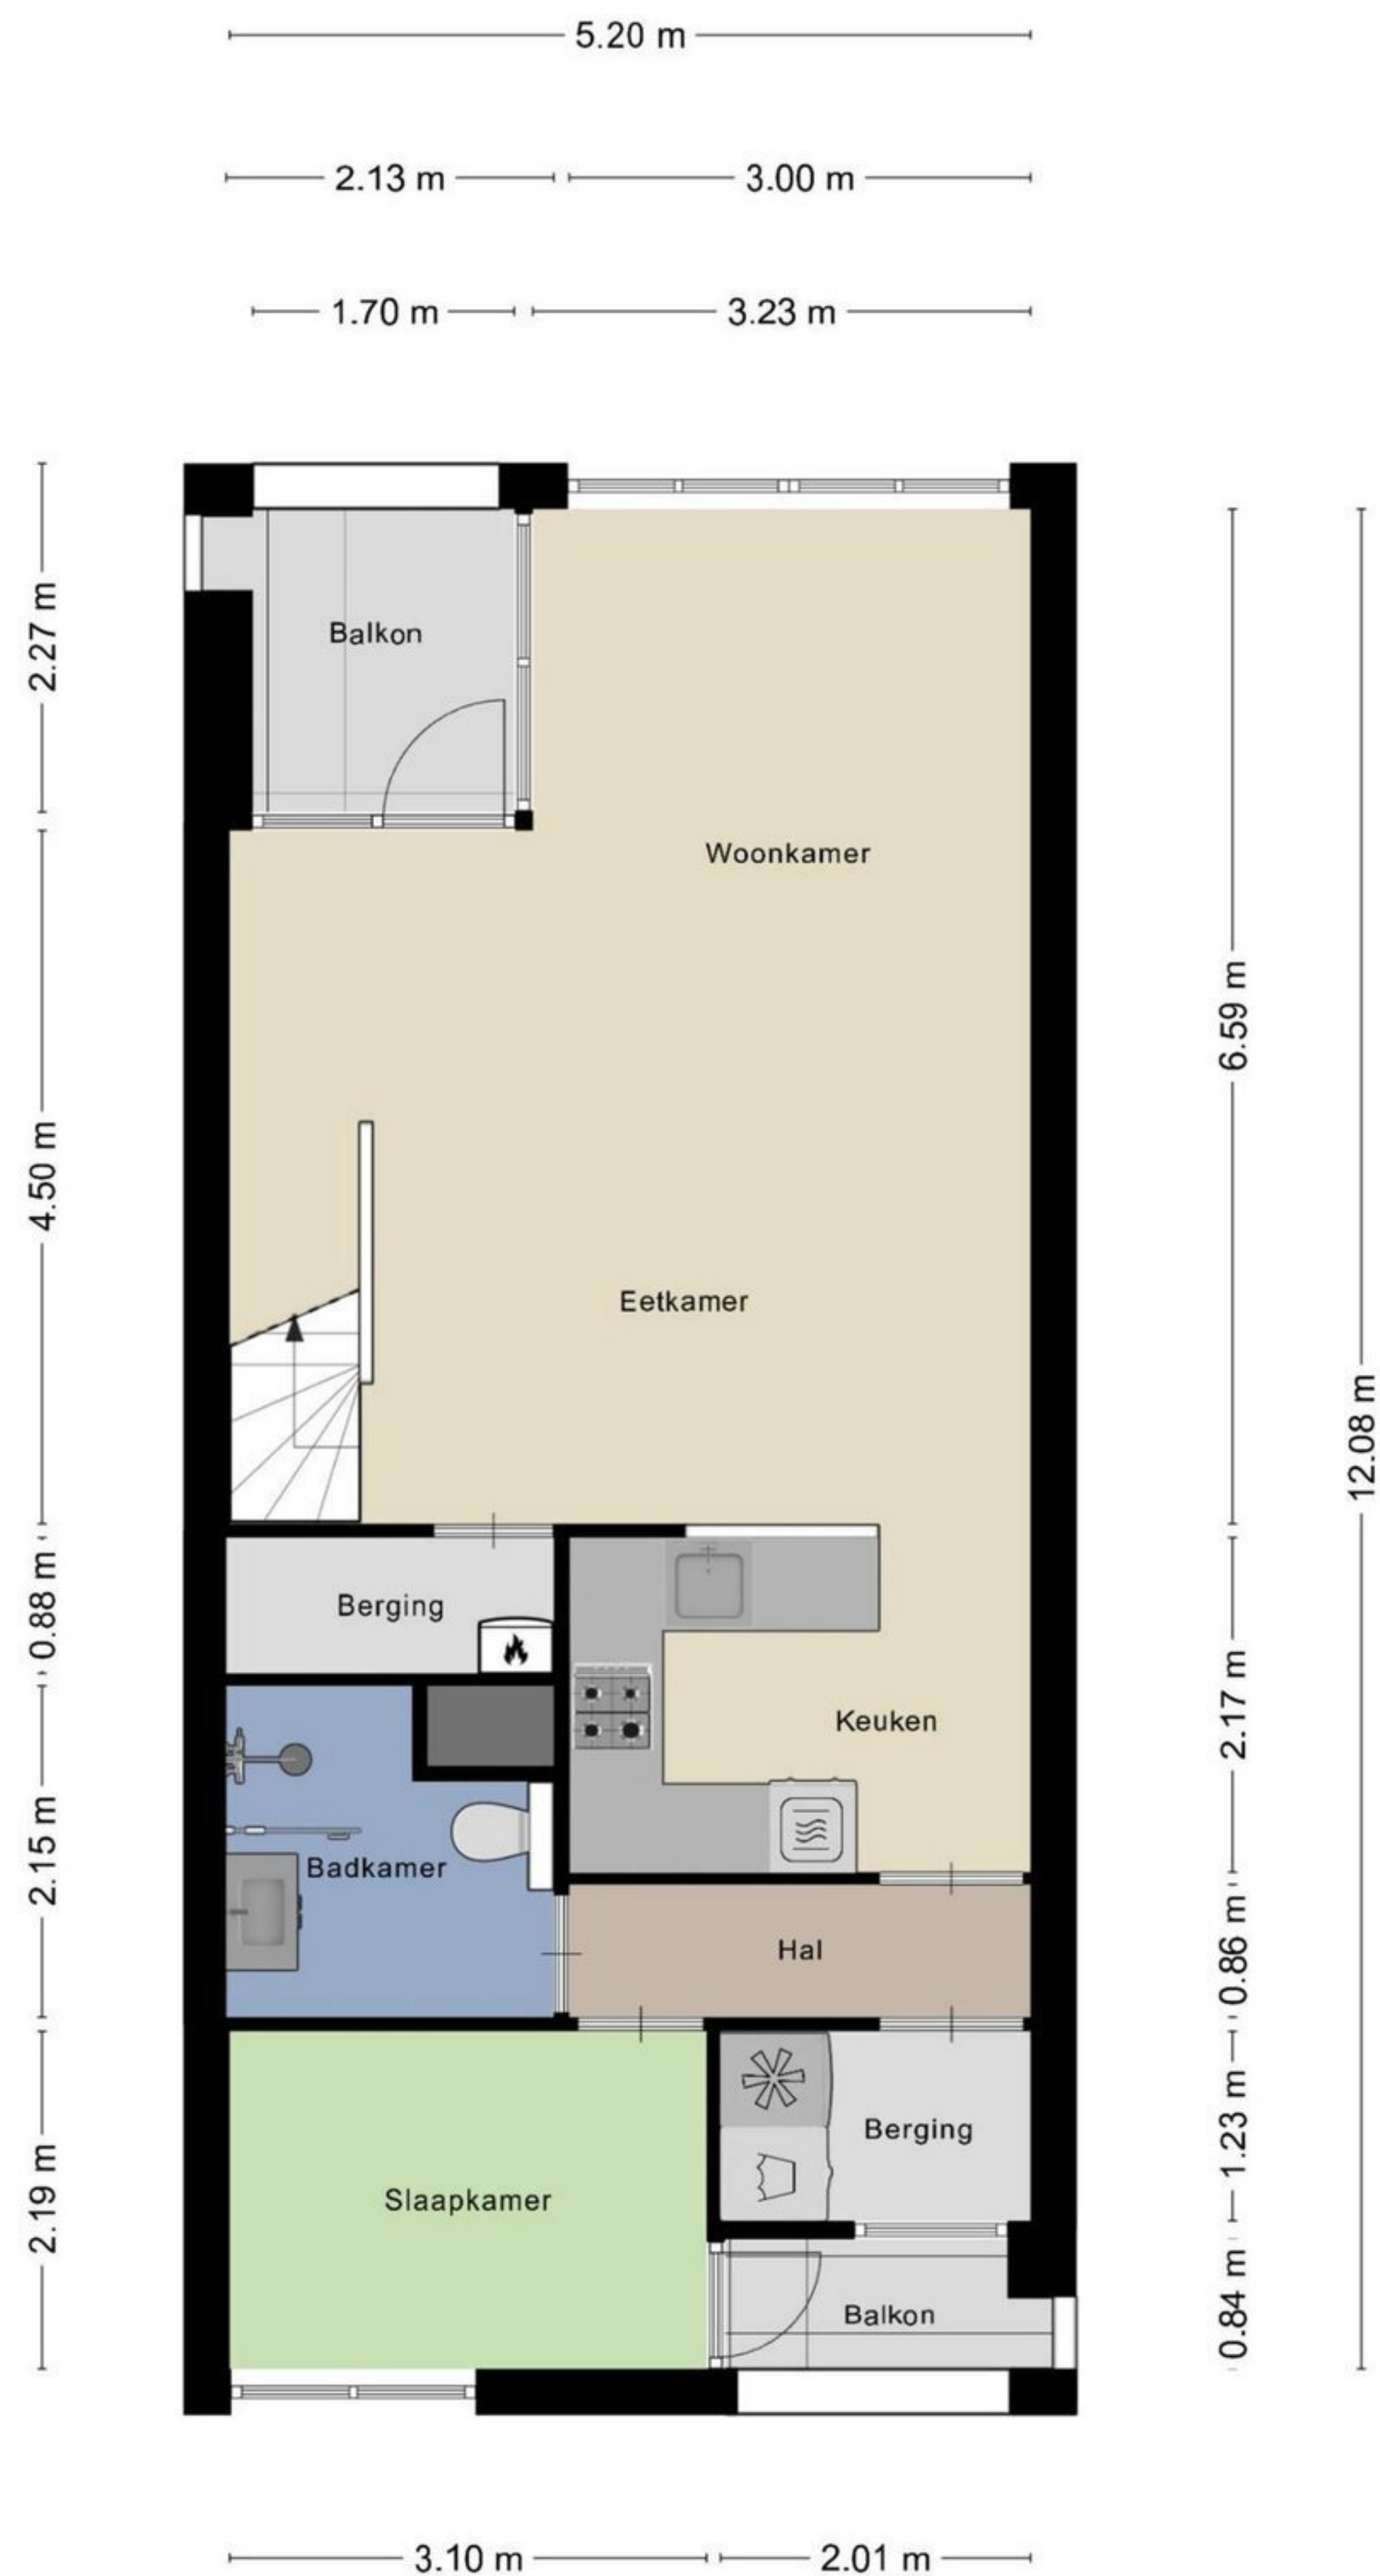 5.20 m
2.13 m
3.00 m
1.70 m
3.23 m
2.27 m
Balkon
Woonkamer
6.59 m
4.50 m
Eetkamer
12.08 m
0.88 m
Berging
2.17 m
Keuken
2.15 m
Badkamer
0.86 m
Hal
1.23 m
Berging
2.19 m
Slaapkamer
0.84 m
Balkon
3.10 m
2.01 m